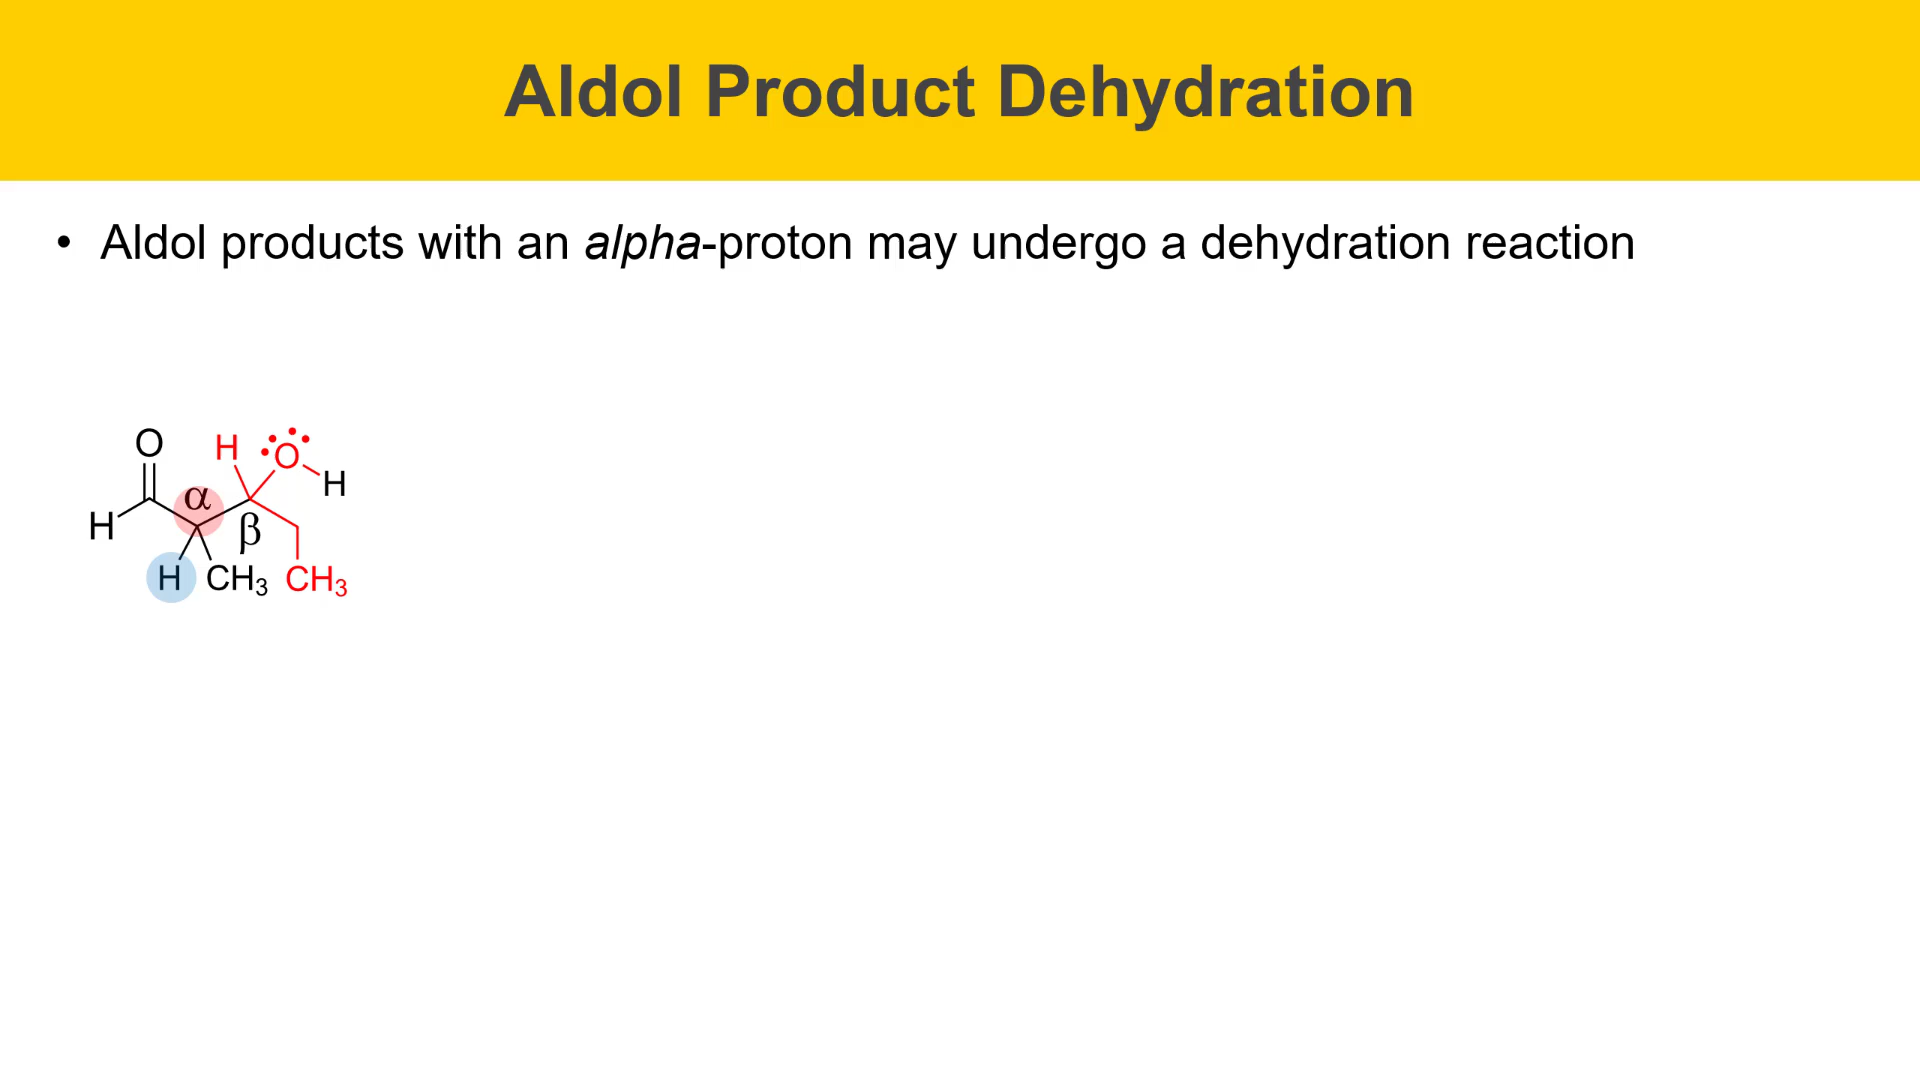 Aldol Product Dehydration
• Aldol products with an alpha-proton may undergo a dehydration reaction
O H O H
α
H β
H CH₃ CH₃